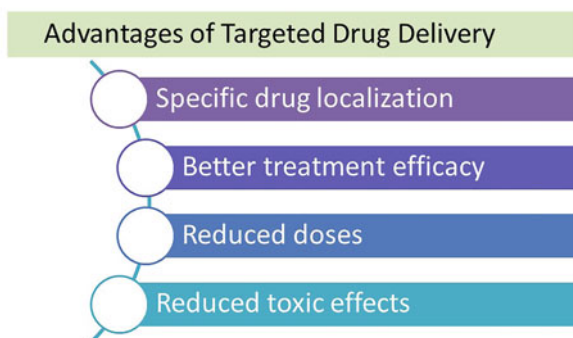 Advantages of Targeted Drug Delivery
Specific drug localization
Better treatment efficacy
Reduced doses
Reduced toxic effects